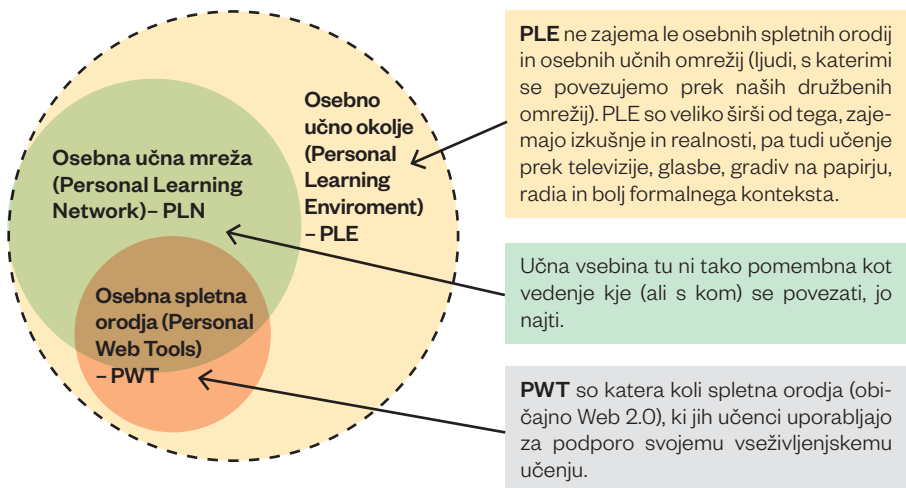 Osebno
učno okolje
(Personal
Learning
Enviroment)
– PLE
Osebna učna mreža
(Personal Learning
Network)– PLN
Osebna spletna
orodja (Personal
Web Tools)
– PWT
PLE ne zajema le osebnih spletnih orodij
in osebnih učnih omrežij (ljudi, s katerimi
se povezujemo prek naših družbenih
omrežij). PLE so veliko širši od tega, zaje-
majo izkušnje in realnosti, pa tudi učenje
prek televizije, glasbe, gradiv na papirju,
radia in bolj formalnega konteksta.
Učna vsebina tu ni tako pomembna kot
vedenje kje (ali s kom) se povezati, jo
najti.
PWT so katera koli spletna orodja (obi-
čajno Web 2.0), ki jih učenci uporabljajo
za podporo svojemu vseživljenjskemu
učenju.